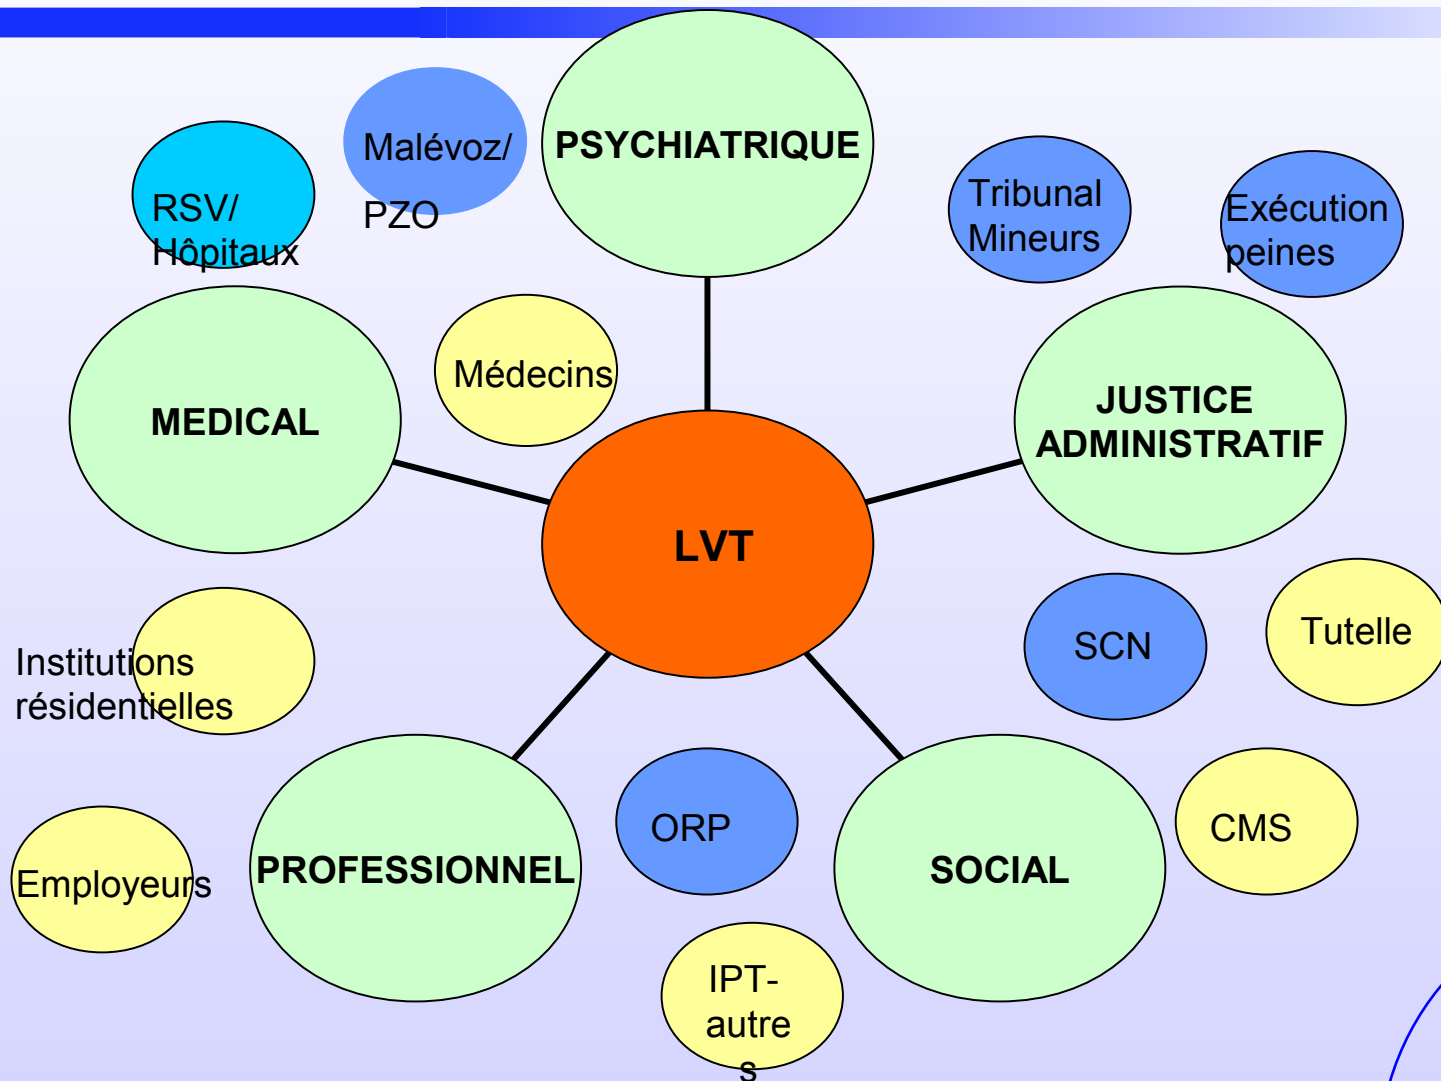 PSYCHIATRIQUE
Malévoz/
PZO
RSV/
Hôpitaux
Tribunal
Mineurs
Exécution
peines
Médecins
MEDICAL
JUSTICE
ADMINISTRATIF
LVT
Institutions
résidentielles
SCN
Tutelle
ORP
CMS
Employeurs
PROFESSIONNEL
SOCIAL
IPT-
autre
s